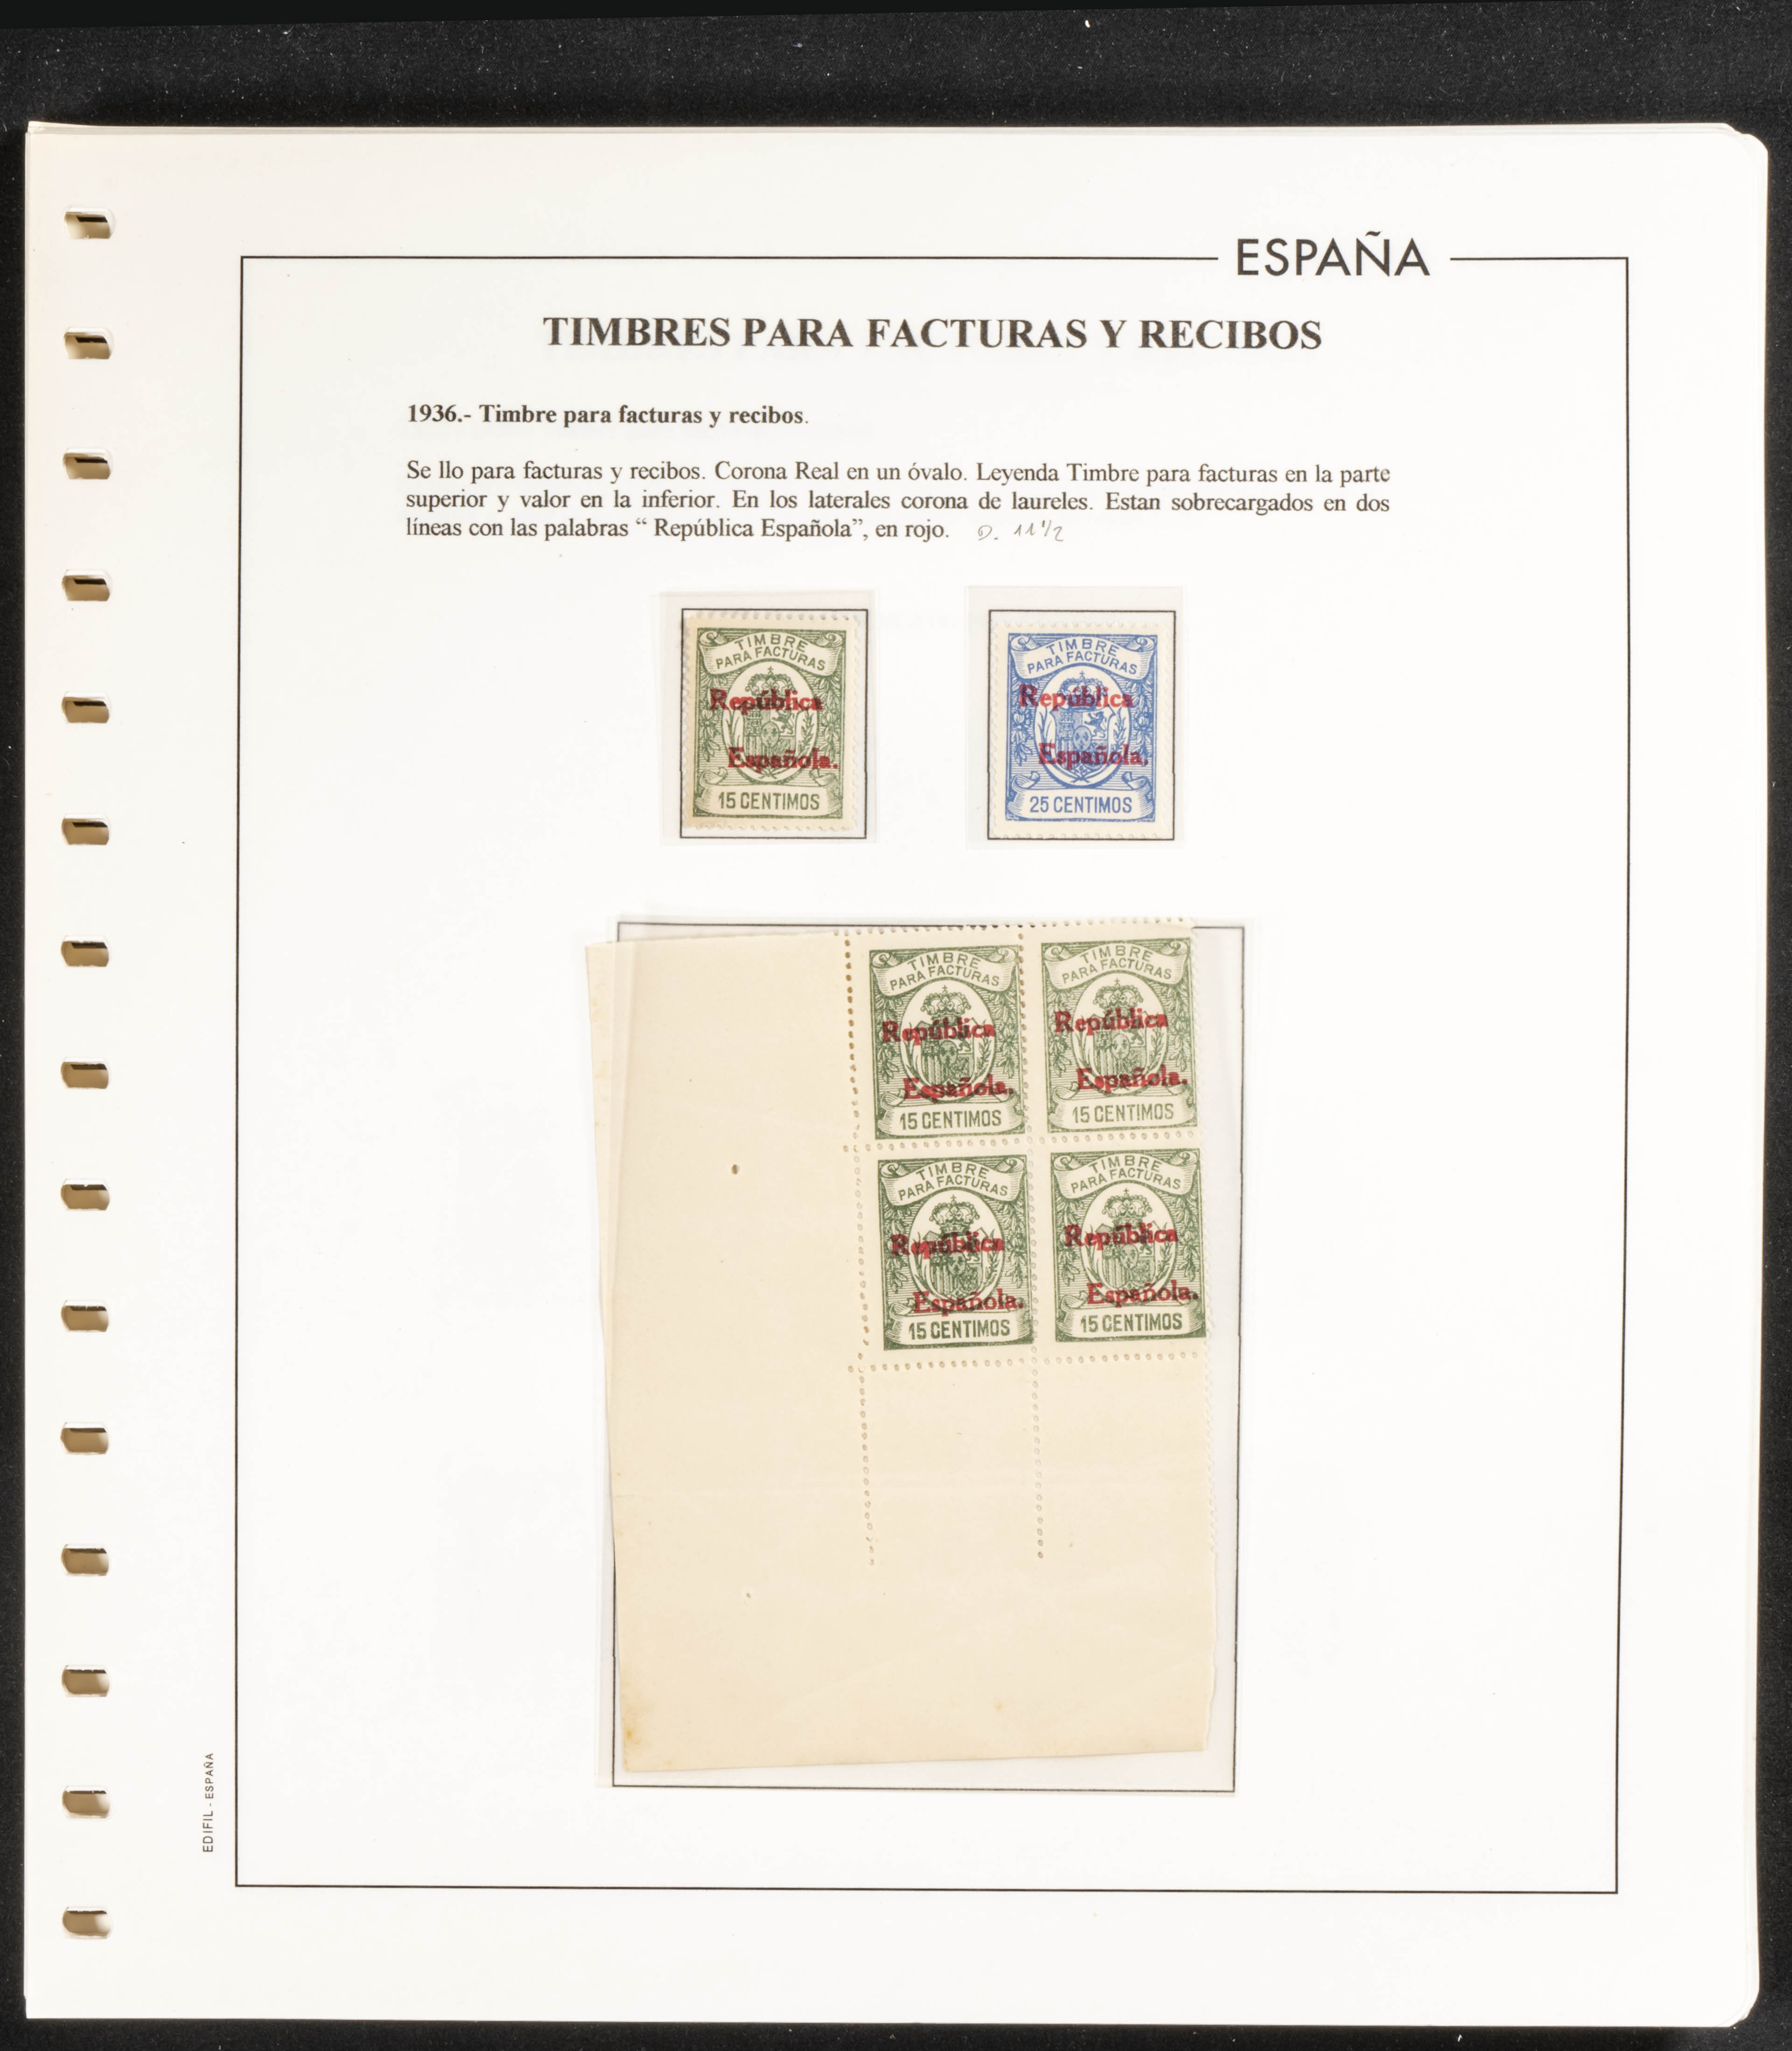 ESPAÑA
TIMBRES PARA FACTURAS Y RECIBOS
1936.- Timbre para facturas y recibos.
Se llo para facturas y recibos. Corona Real en un óvalo. Leyenda Timbre para facturas en la parte
superior y valor en la inferior. En los laterales corona de laureles. Estan sobrecargados en dos
líneas con las palabras “ República Española”, en rojo. D. 11 1/2
TIMBRE
PARA FACTURAS
República
Española.
15 CENTIMOS
TIMBRE
PARA FACTURAS
República
Española.
25 CENTIMOS
TIMBRE
PARA FACTURAS
República
Española.
15 CENTIMOS
TIMBRE
PARA FACTURAS
República
Española.
15 CENTIMOS
TIMBRE
PARA FACTURAS
República
Española.
15 CENTIMOS
TIMBRE
PARA FACTURAS
República
Española.
15 CENTIMOS
EDIFIL - ESPAÑA